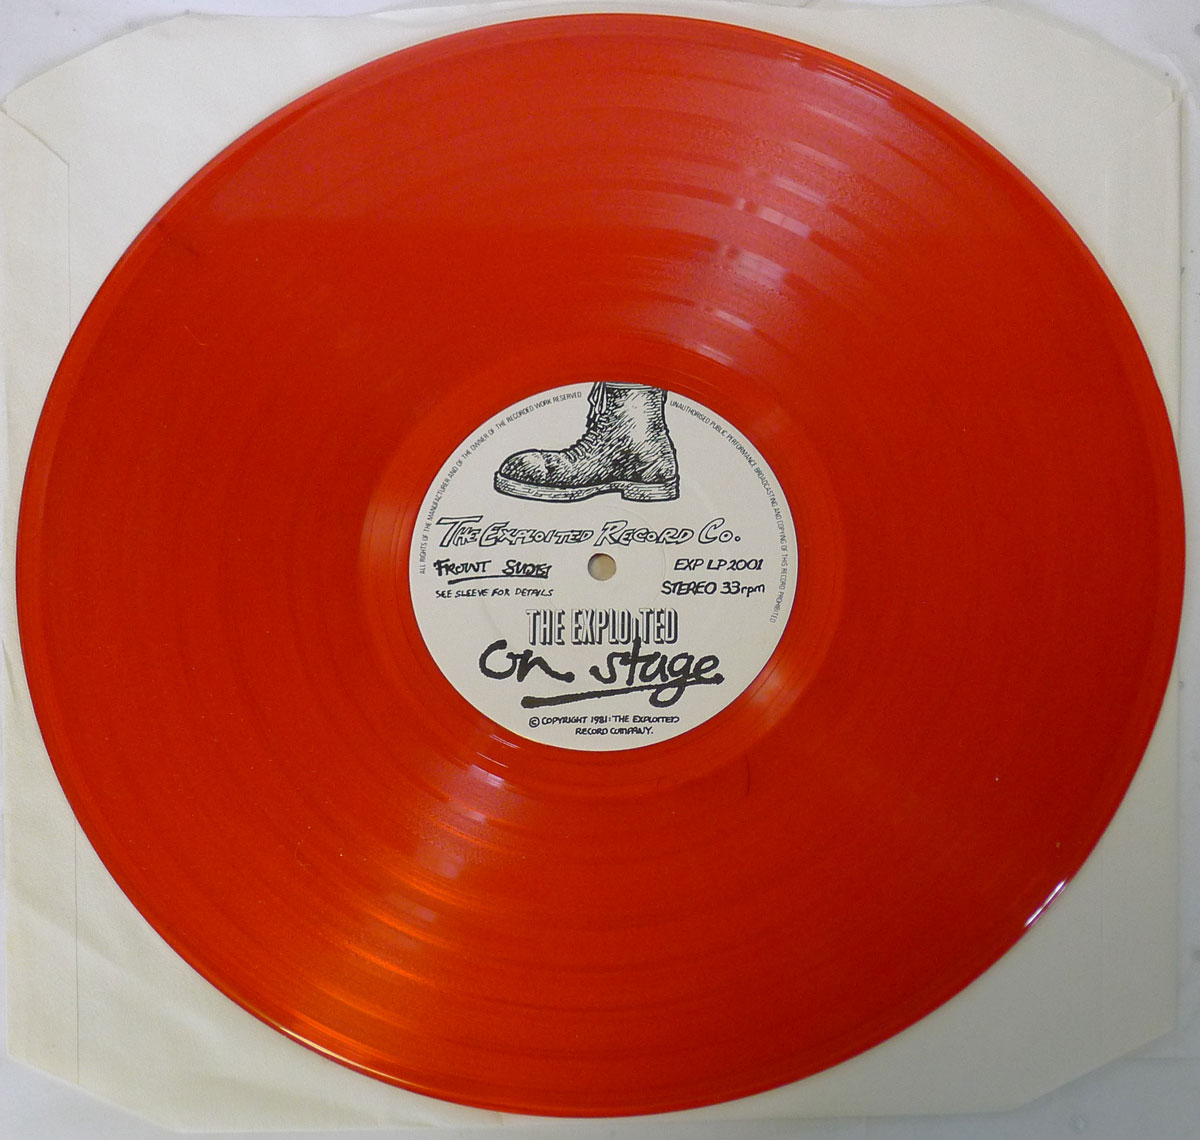 ALL RIGHTS OF THE MANUFACTURER AND OF THE OWNER OF THE RECORDED WORK RESERVED
UNAUTHORISED PUBLIC PERFORMANCE BROADCASTING AND COPYING OF THIS RECORD PROHIBITED
THE EXPLOITED RECORD CO.
FRONT SIDE
EXP LP 2001
SEE SLEEVE FOR DETAILS
STEREO 33rpm
THE EXPLOITED
on stage
© COPYRIGHT 1981: THE EXPLOITED
RECORD COMPANY.